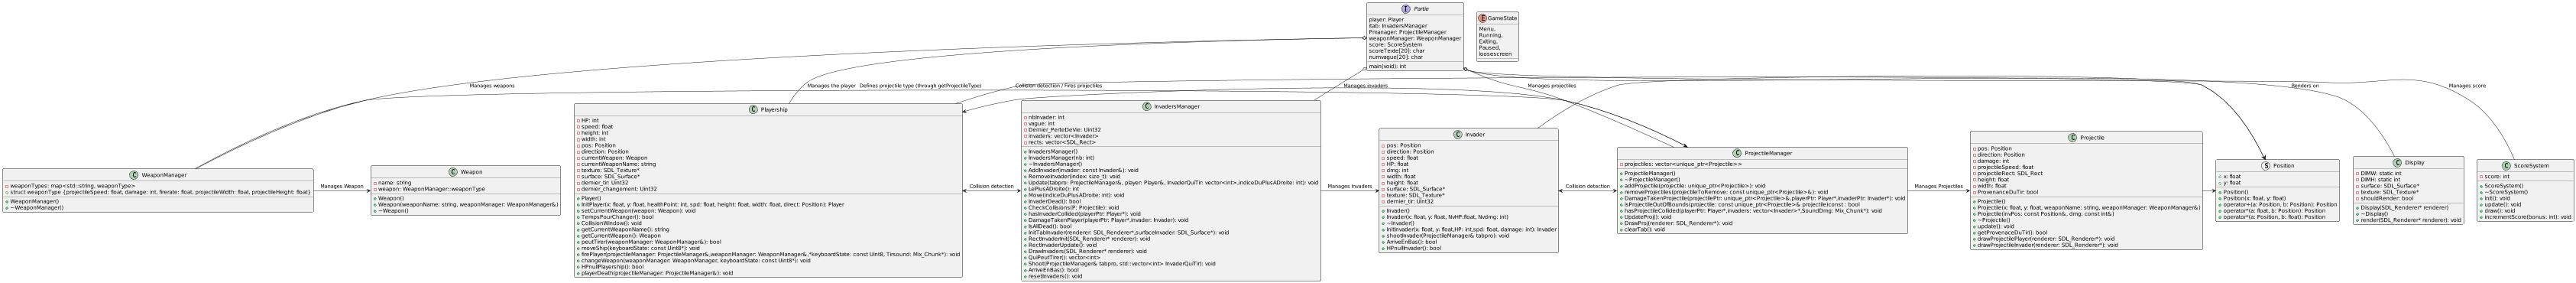 I Partie
player: Player
itab: InvadersManager
Pmanager: ProjectileManager
weaponManager: WeaponManager
score: ScoreSystem
scoreTexte[20]: char
numvague[20]: char
main(void): int
E GameState
Menu,
Running,
Exiting,
Paused,
loosescreen
Manages weapons
Manages the player
Defines projectile type (through getProjectileType)
Collision detection / Fires projectiles
Manages invaders
Manages projectiles
Renders on
Manages score
C WeaponManager
weaponTypes: map<std::string, weaponType>
struct weaponType {projectileSpeed: float, damage: int, firerate: float, projectileWidth: float, projectileHeight: float}
WeaponManager()
~WeaponManager()
Manages Weapon
C Weapon
name: string
weapon: WeaponManager::weaponType
Weapon()
Weapon(weaponName: string, weaponManager: WeaponManager&)
~Weapon()
C Playership
HP: int
speed: float
height: int
width: int
pos: Position
direction: Position
currentWeapon: Weapon
currentWeaponName: string
texture: SDL_Texture*
surface: SDL_Surface*
dernier_tir: Uint32
dernier_changement: Uint32
Player()
InitPlayer(x: float, y: float, healthPoint: int, spd: float, height: float, width: float, direct: Position): Player
setCurrentWeapon(weapon: Weapon): void
TempsPourChanger(): bool
CollisionWindow(): void
getCurrentWeaponName(): string
getCurrentWeapon(): Weapon
peutTirer(weaponManager: WeaponManager&): bool
moveShip(keyboardState: const Uint8*): void
firePlayer(projectileManager: ProjectileManager&,weaponManager: WeaponManager&,*keyboardState: const Uint8, Tirsound: Mix_Chunk*): void
changeWeapon(weaponManager: WeaponManager, keyboardState: const Uint8*): void
HPnullPlayership(): bool
playerDeath(projectileManager: ProjectileManager&): void
Collision detection
C InvadersManager
nbInvader: int
vague: int
Dernier_PerteDeVie: Uint32
invaders: vector<Invader>
rects: vector<SDL_Rect>
InvadersManager()
InvadersManager(nb: int)
~InvadersManager()
AddInvader(invader: const Invader&): void
RemoveInvader(index: size_t): void
Update(tabpro: ProjectileManager&, player: Player&, InvaderQuiTir: vector<int>,indiceDuPlusADroite: int): void
LePlusADroite(): int
Move(indiceDuPlusADroite: int): void
InvaderDead(): bool
CheckCollisions(P: Projectile): void
hasInvaderCollided(playerPtr: Player*): void
DamageTakenPlayer(playerPtr: Player*,invader: Invader): void
IsAllDead(): bool
InitTabInvader(renderer: SDL_Renderer*,surfaceInvader: SDL_Surface*): void
RectInvaderInit(SDL_Renderer* renderer): void
RectInvaderUpdate(): void
DrawInvaders(SDL_Renderer* renderer): void
QuiPeutTirer(): vector<int>
Shoot(ProjectileManager& tabpro, std::vector<int> InvaderQuiTir): void
ArriveEnBas(): bool
resetInvaders(): void
Manages Invaders
C Invader
pos: Position
direction: Position
speed: float
HP: float
dmg: int
width: float
height: float
surface: SDL_Surface*
texture: SDL_Texture*
dernier_tir: Uint32
Invader()
Invader(x: float, y: float, NvHP:float, Nvdmg: int)
~Invader()
InitInvader(x: float, y: float,HP: int,spd: float, damage: int): Invader
shootInvader(ProjectileManager& tabpro): void
ArriveEnBas(): bool
HPnullInvader(): bool
Collision detection
C ProjectileManager
projectiles: vector<unique_ptr<Projectile>>
ProjectileManager()
~ProjectileManager()
addProjectile(projectile: unique_ptr<Projectile>): void
removeProjectiles(projectileToRemove: const unique_ptr<Projectile>&): void
DamageTakenProjectile(projectilePtr: unique_ptr<Projectile>&,playerPtr: Player*,invaderPtr: Invader*): void
isProjectileOutOfBounds(projectile: const unique_ptr<Projectile>& projectile)const : bool
hasProjectileCollided(playerPtr: Player*,invaders: vector<Invader>*,SoundDmg: Mix_Chunk*): void
UpdateProj(): void
DrawProj(renderer: SDL_Renderer*): void
clearTab(): void
Manages Projectiles
C Projectile
pos: Position
direction: Position
damage: int
projectileSpeed: float
projectileRect: SDL_Rect
height: float
width: float
ProvenanceDuTir: bool
Projectile()
Projectile(x: float, y: float, weaponName: string, weaponManager: WeaponManager&)
Projectile(invPos: const Position&, dmg: const int&)
~Projectile()
update(): void
getProvenaceDuTir(): bool
drawProjectilePlayer(renderer: SDL_Renderer*): void
drawProjectileInvader(renderer: SDL_Renderer*): void
S Position
x: float
y: float
Position()
Position(x: float, y: float)
operator+(a: Position, b: Position): Position
operator*(a: float, b: Position): Position
operator*(a: Position, b: float): Position
C Display
DIMW: static int
DIMH: static int
surface: SDL_Surface*
texture: SDL_Texture*
shouldRender: bool
Display(SDL_Renderer* renderer)
~Display()
render(SDL_Renderer* renderer): void
C ScoreSystem
score: int
ScoreSystem()
~ScoreSystem()
init(): void
update(): void
draw(): void
incrementScore(bonus: int): void